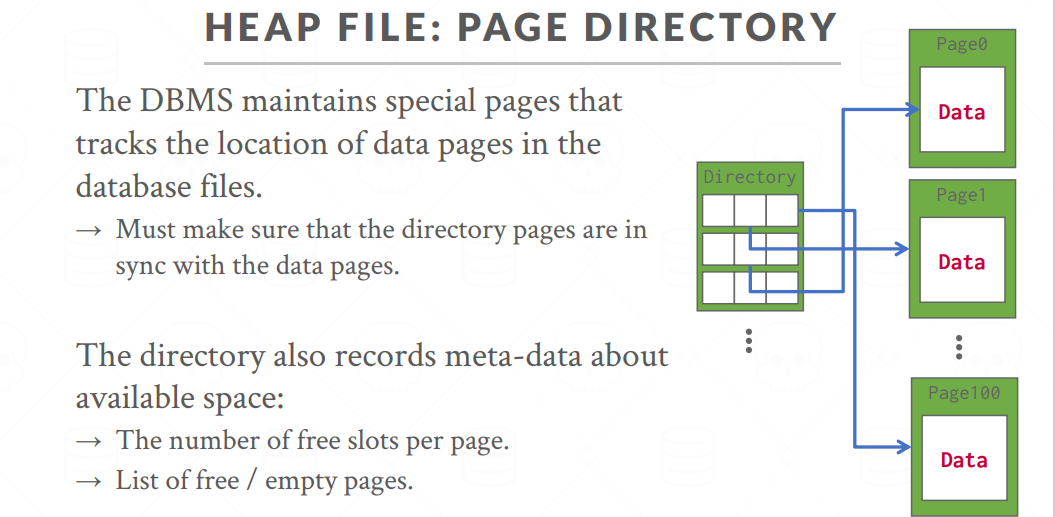 HEAP FILE: PAGE DIRECTORY
The DBMS maintains special pages that
tracks the location of data pages in the
database files.
→ Must make sure that the directory pages are in
sync with the data pages.
The directory also records meta-data about
available space:
→ The number of free slots per page.
→ List of free / empty pages.
Directory
Page0
Data
Page1
Data
Page100
Data